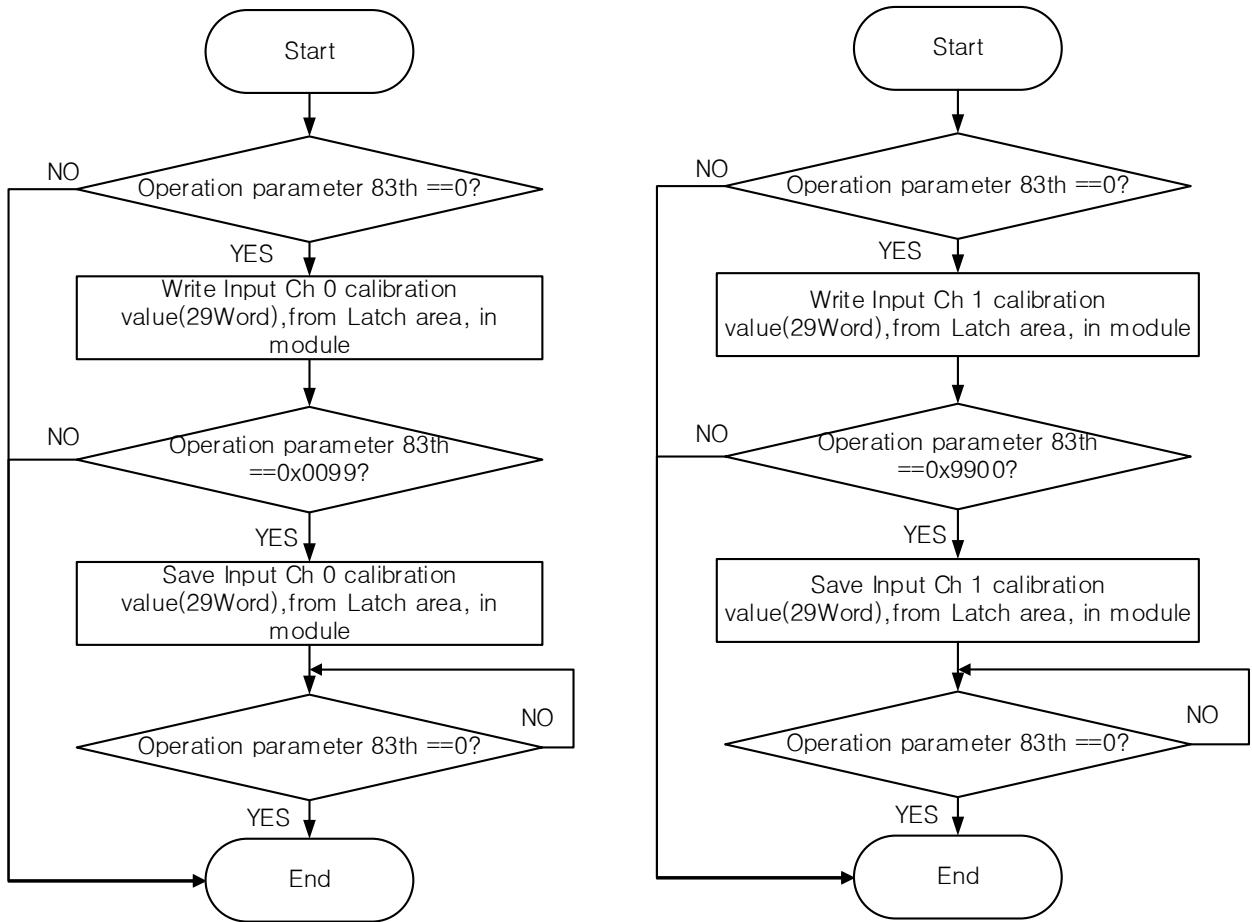 Start
Operation parameter 83th ==0?
NO
YES
Write Input Ch 0 calibration
value(29Word),from Latch area, in
module
Operation parameter 83th
==0x0099?
NO
YES
Save Input Ch 0 calibration
value(29Word),from Latch area, in
module
Operation parameter 83th ==0?
NO
YES
End
Start
Operation parameter 83th ==0?
NO
YES
Write Input Ch 1 calibration
value(29Word),from Latch area, in module
Operation parameter 83th
==0x9900?
NO
YES
Save Input Ch 1 calibration
value(29Word),from Latch area, in module
Operation parameter 83th ==0?
NO
YES
End